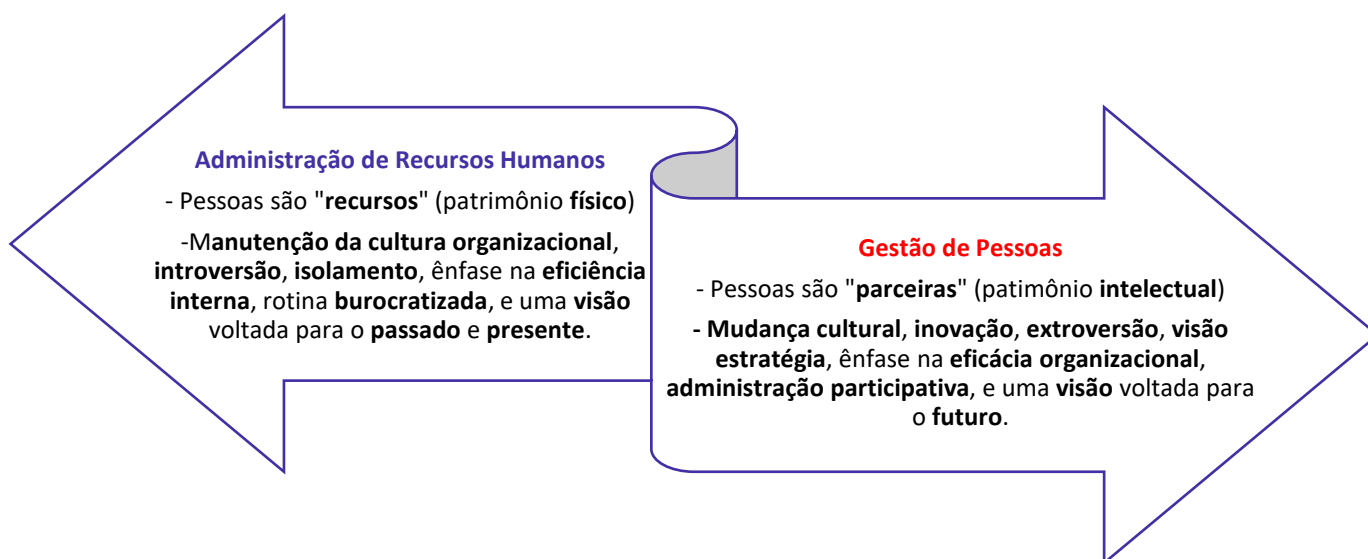 Administração de Recursos Humanos
- Pessoas são "recursos" (patrimônio físico)
-Manutenção da cultura organizacional,
introversão, isolamento, ênfase na eficiência
interna, rotina burocratizada, e uma visão
voltada para o passado e presente.
Gestão de Pessoas
- Pessoas são "parceiras" (patimônio intelectual)
- Mudança cultural, inovação, extroversão, visão
estratégia, ênfase na eficácia organizacional,
administração participativa, e uma visão voltada para
o futuro.